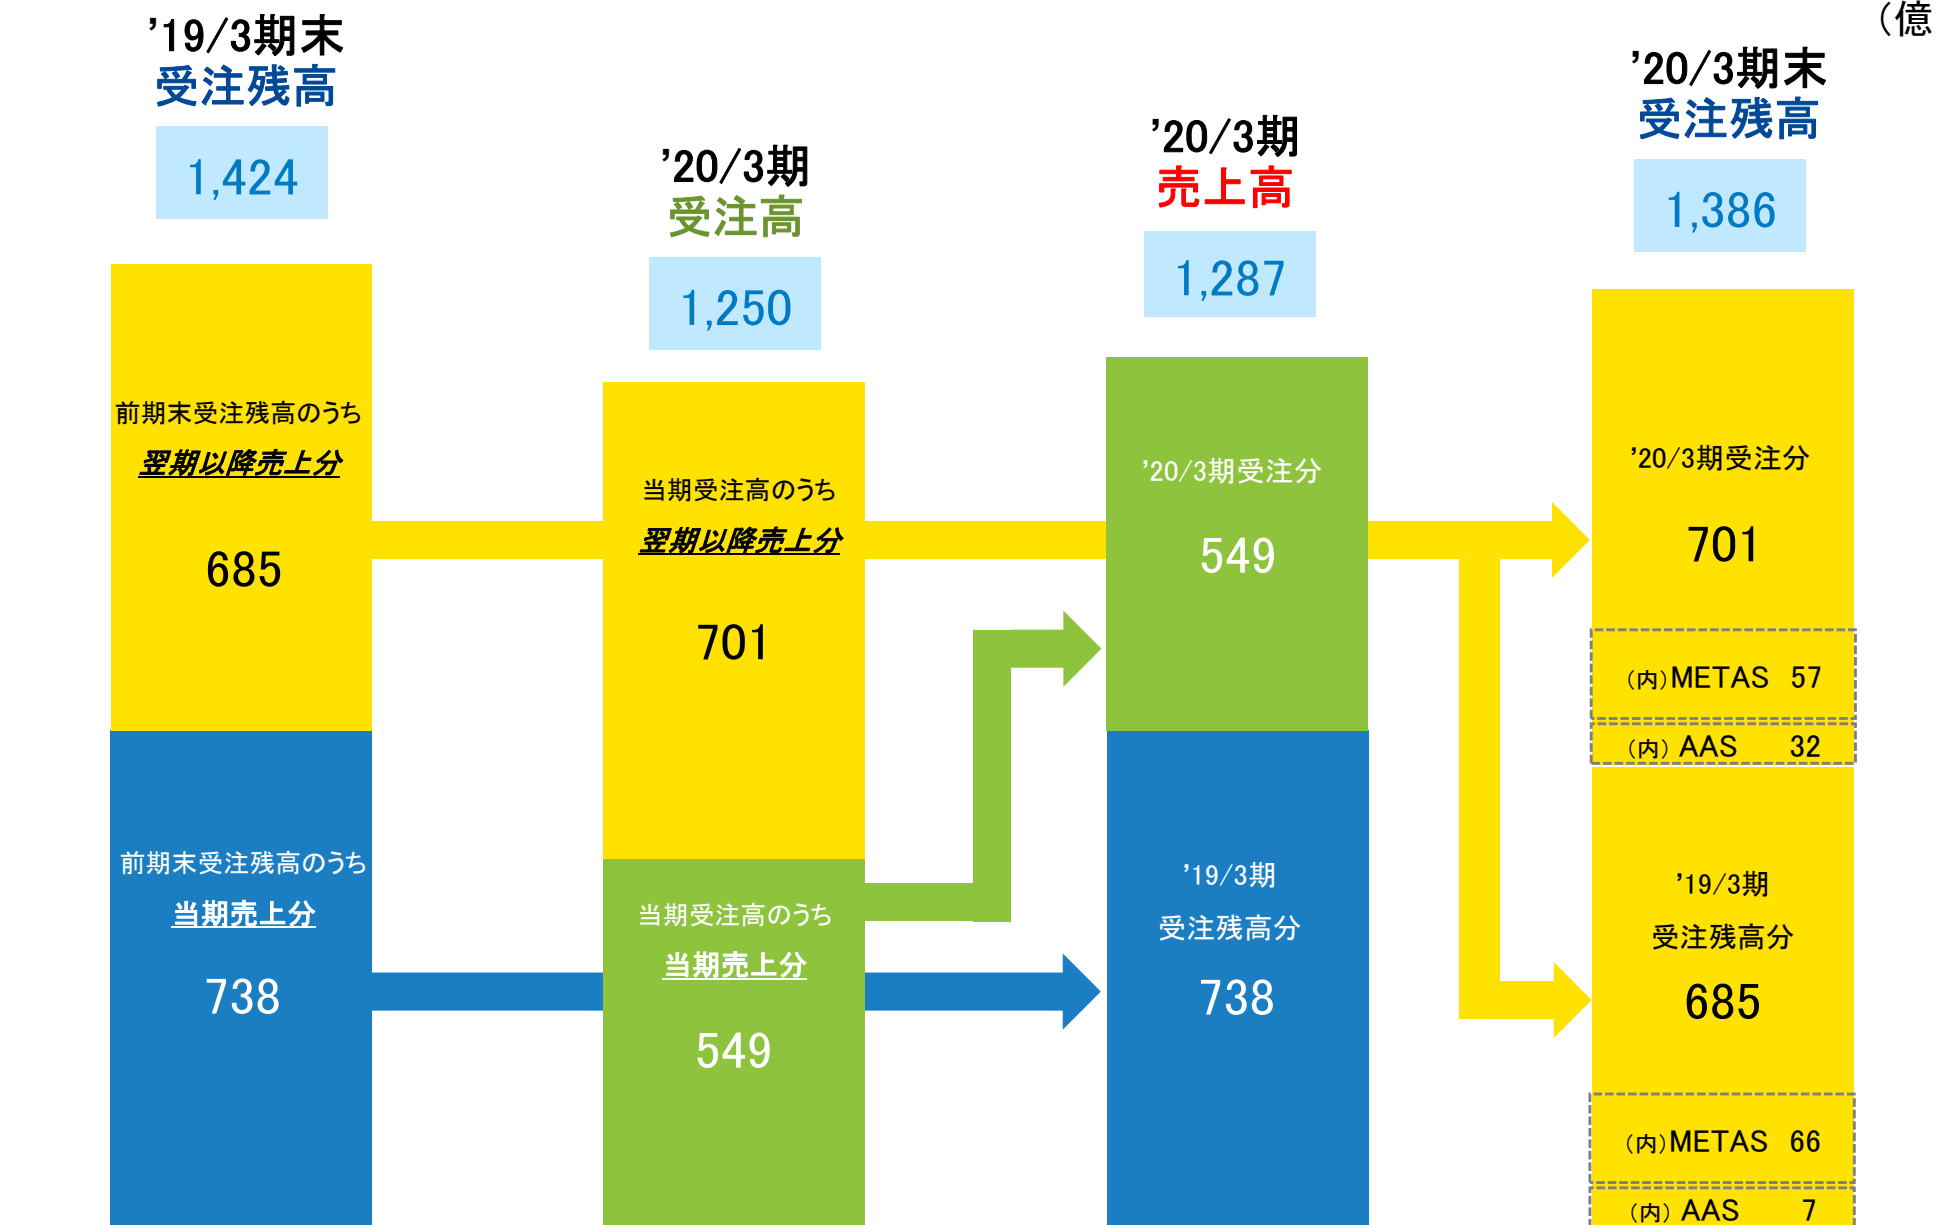 (億
'19/3期末
受注残高
1,424
前期末受注残高のうち
翌期以降売上分
685
前期末受注残高のうち
当期売上分
738
'20/3期
受注高
1,250
当期受注高のうち
翌期以降売上分
701
当期受注高のうち
当期売上分
549
'20/3期
売上高
1,287
'20/3期受注分
549
'19/3期
受注残高分
738
'20/3期末
受注残高
1,386
'20/3期受注分
701
(内)METAS 57
(内) AAS 32
'19/3期
受注残高分
685
(内)METAS 66
(内) AAS 7